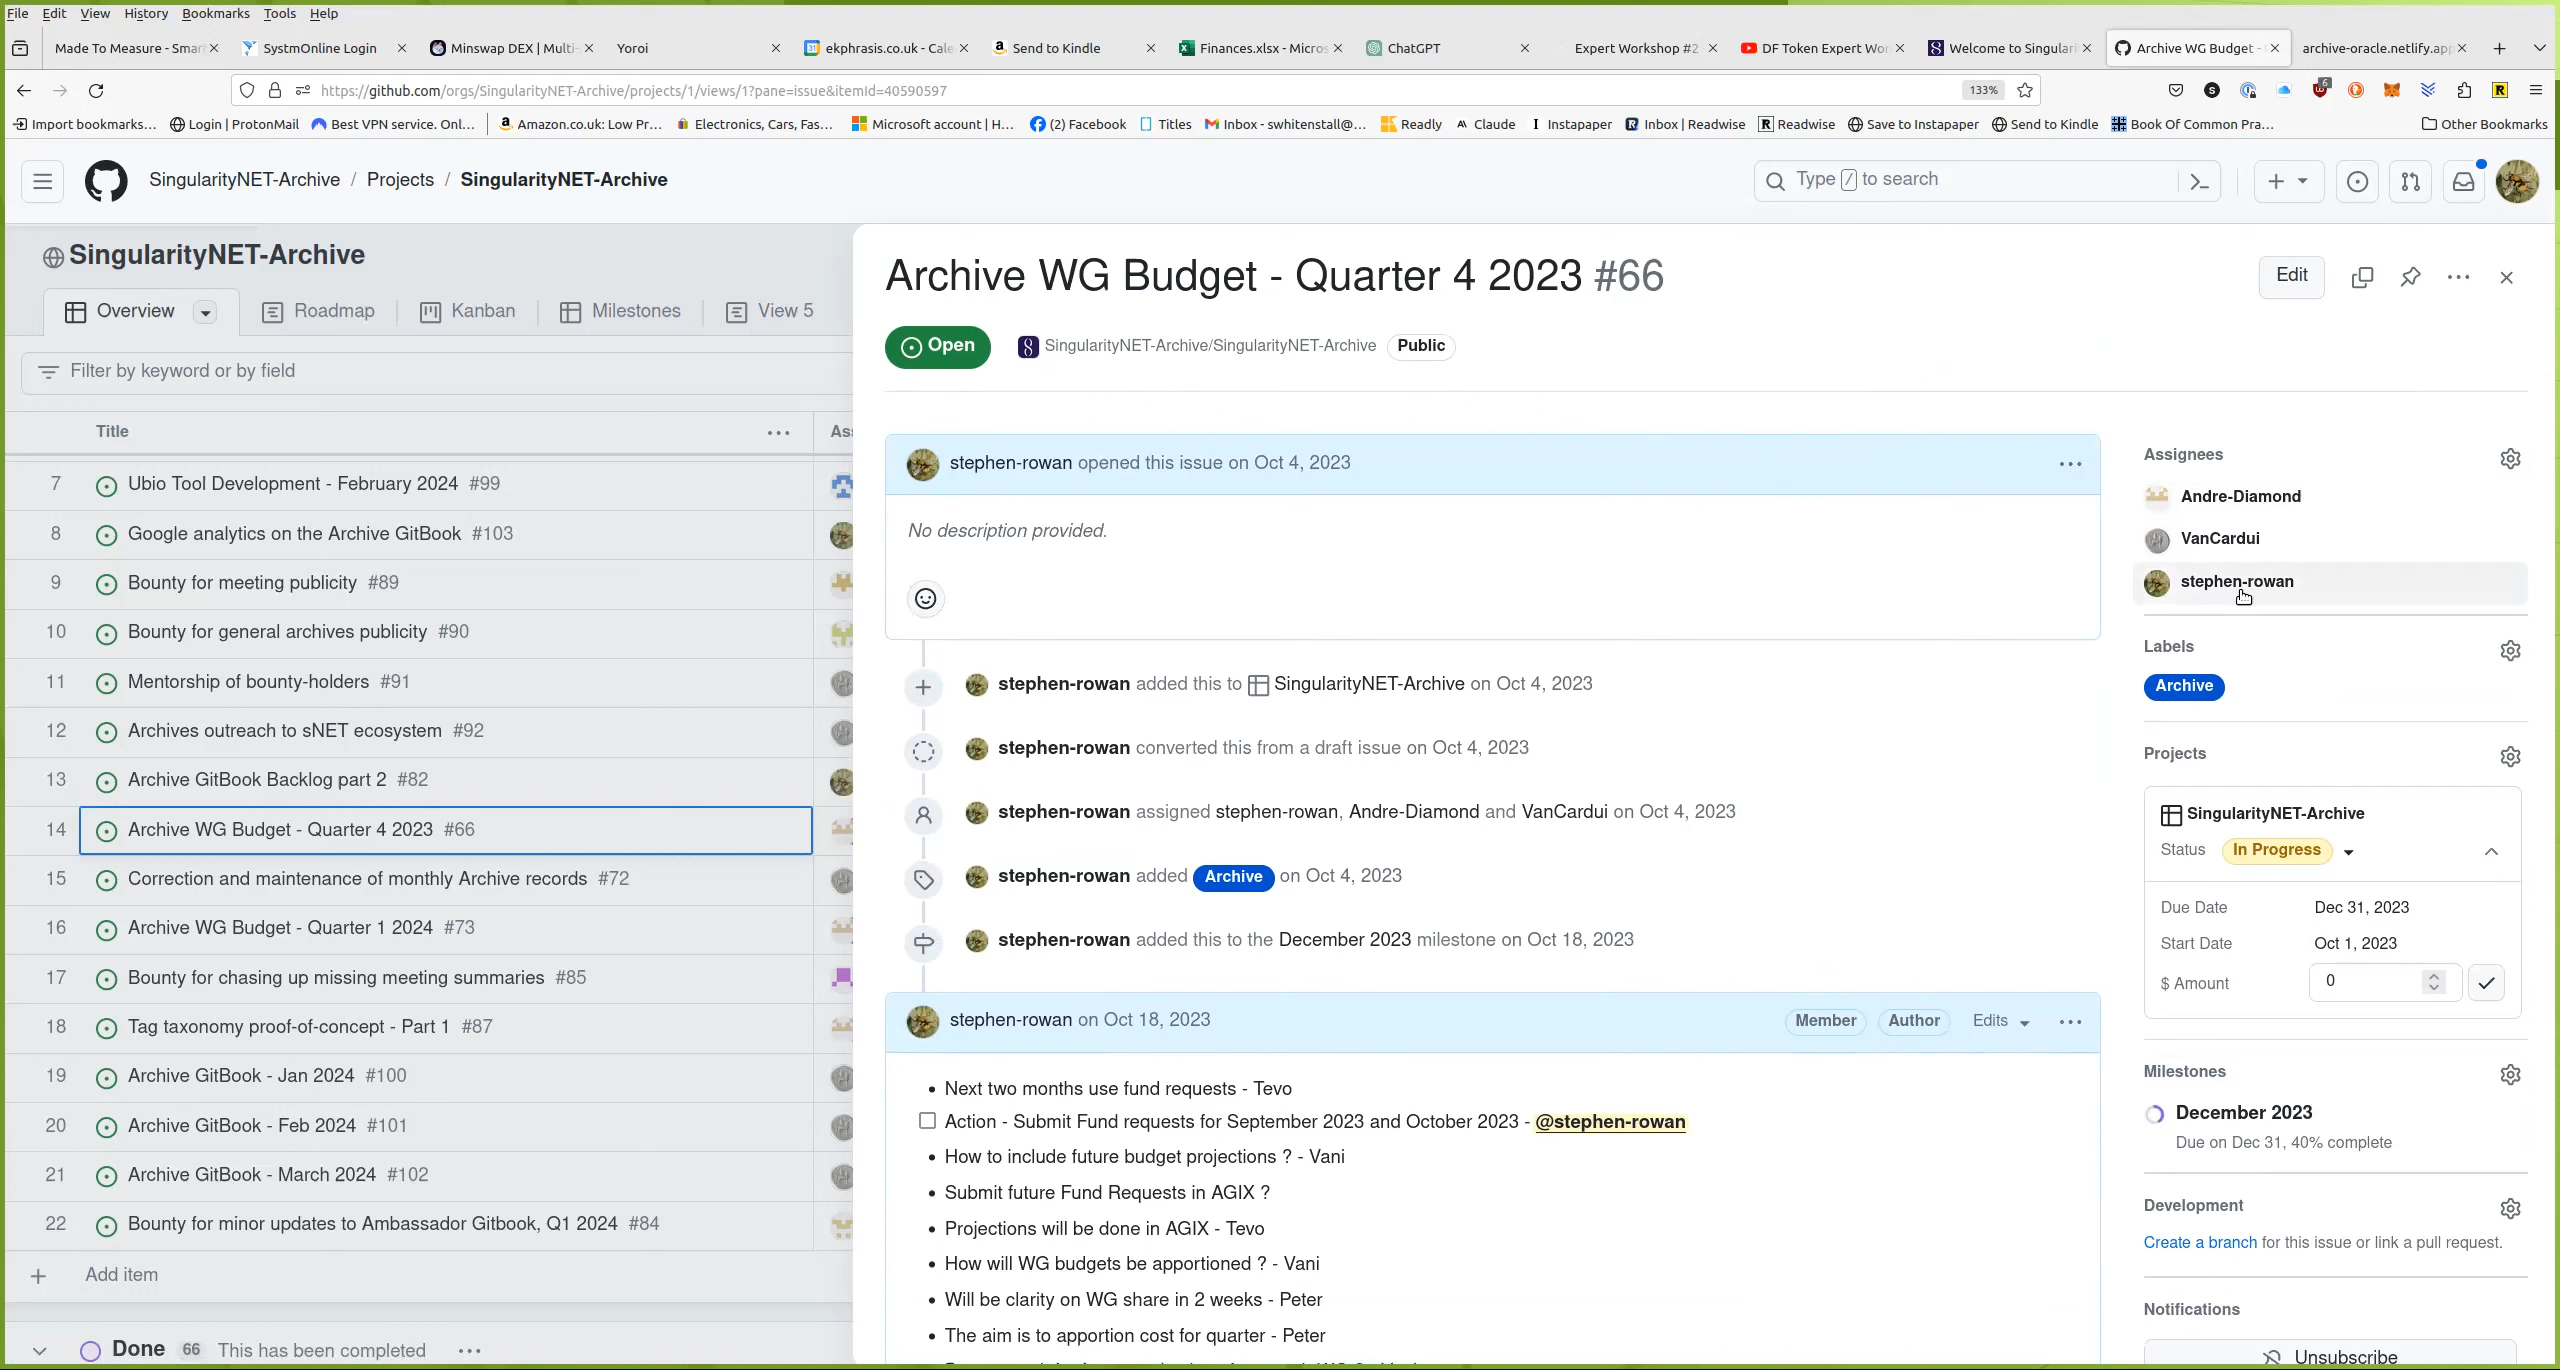 File Edit View History Bookmarks Tools Help
Made To Measure - Smar
SystmOnline Login
Minswap DEX | Multi-
Yoroi
ekphrasis.co.uk - Cale
Send to Kindle
Finances.xlsx - Micros
ChatGPT
Expert Workshop #2
DF Token Expert Wor
Welcome to Singulari
Archive WG Budget -
archive-oracle.netlify.app
https://github.com/orgs/SingularityNET-Archive/projects/1/views/1?pane=issue&itemId=40590597
133%
6
Import bookmarks...
Login | ProtonMail
Best VPN service. Onl...
Amazon.co.uk: Low Pr...
Electronics, Cars, Fas...
Microsoft account | H...
(2) Facebook
Titles
Inbox - swhitenstall@...
Readly
Claude
Instapaper
Inbox | Readwise
Readwise
Save to Instapaper
Send to Kindle
Book Of Common Pra...
Other Bookmarks
SingularityNET-Archive / Projects / SingularityNET-Archive
Type / to search
SingularityNET-Archive
Overview
Roadmap
Kanban
Milestones
View 5
Filter by keyword or by field
Title
Ass
7 Ubio Tool Development - February 2024 #99
8 Google analytics on the Archive GitBook #103
9 Bounty for meeting publicity #89
10 Bounty for general archives publicity #90
11 Mentorship of bounty-holders #91
12 Archives outreach to sNET ecosystem #92
13 Archive GitBook Backlog part 2 #82
14 Archive WG Budget - Quarter 4 2023 #66
15 Correction and maintenance of monthly Archive records #72
16 Archive WG Budget - Quarter 1 2024 #73
17 Bounty for chasing up missing meeting summaries #85
18 Tag taxonomy proof-of-concept - Part 1 #87
19 Archive GitBook - Jan 2024 #100
20 Archive GitBook - Feb 2024 #101
21 Archive GitBook - March 2024 #102
22 Bounty for minor updates to Ambassador Gitbook, Q1 2024 #84
+ Add item
Done 66 This has been completed
Archive WG Budget - Quarter 4 2023 #66
Edit
Open
SingularityNET-Archive/SingularityNET-Archive
Public
stephen-rowan opened this issue on Oct 4, 2023
No description provided.
stephen-rowan added this to SingularityNET-Archive on Oct 4, 2023
stephen-rowan converted this from a draft issue on Oct 4, 2023
stephen-rowan assigned stephen-rowan, Andre-Diamond and VanCardui on Oct 4, 2023
stephen-rowan added Archive on Oct 4, 2023
stephen-rowan added this to the December 2023 milestone on Oct 18, 2023
stephen-rowan on Oct 18, 2023
Member
Author
Edits
Next two months use fund requests - Tevo
Action - Submit Fund requests for September 2023 and October 2023 - @stephen-rowan
How to include future budget projections ? - Vani
Submit future Fund Requests in AGIX ?
Projections will be done in AGIX - Tevo
How will WG budgets be apportioned ? - Vani
Will be clarity on WG share in 2 weeks - Peter
The aim is to apportion cost for quarter - Peter
Assignees
Andre-Diamond
VanCardui
stephen-rowan
Labels
Archive
Projects
SingularityNET-Archive
Status In Progress
Due Date Dec 31, 2023
Start Date Oct 1, 2023
$ Amount 0
Milestones
December 2023
Due on Dec 31, 40% complete
Development
Create a branch for this issue or link a pull request.
Notifications
Unsubscribe